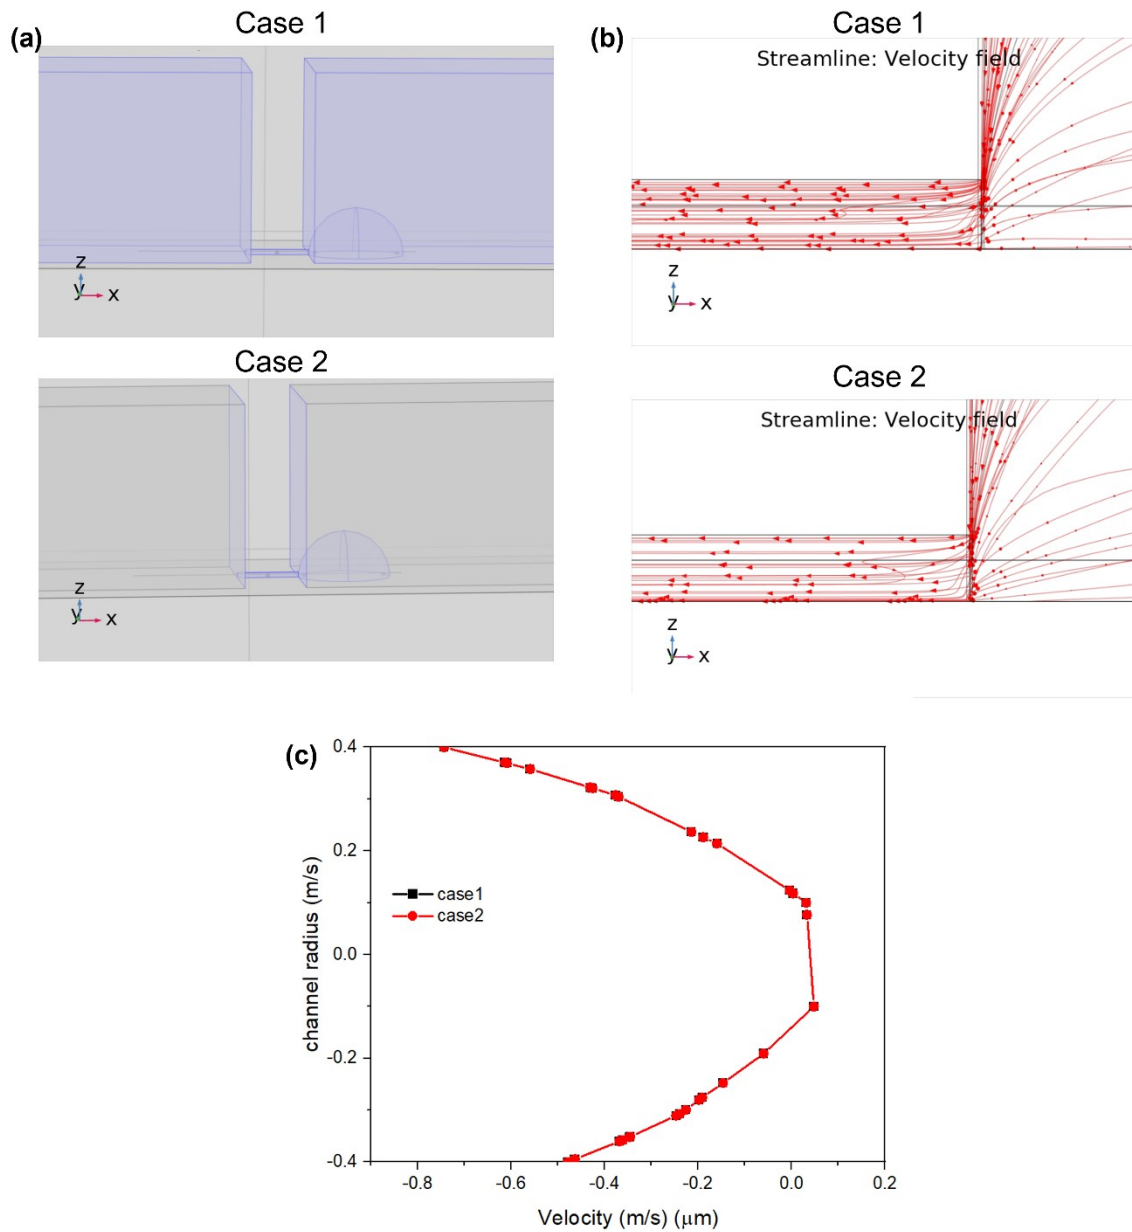 Case 1
(a)
z
y
x
Case 2
z
y
x
Case 1
(b)
Streamline: Velocity field
z
y
x
Case 2
Streamline: Velocity field
z
y
x
(c)
0.4
0.2
0.0
-0.2
-0.4
channel radius (m/s)
case1
case2
-0.8
-0.6
-0.4
-0.2
0.0
0.2
Velocity (m/s) (μm)